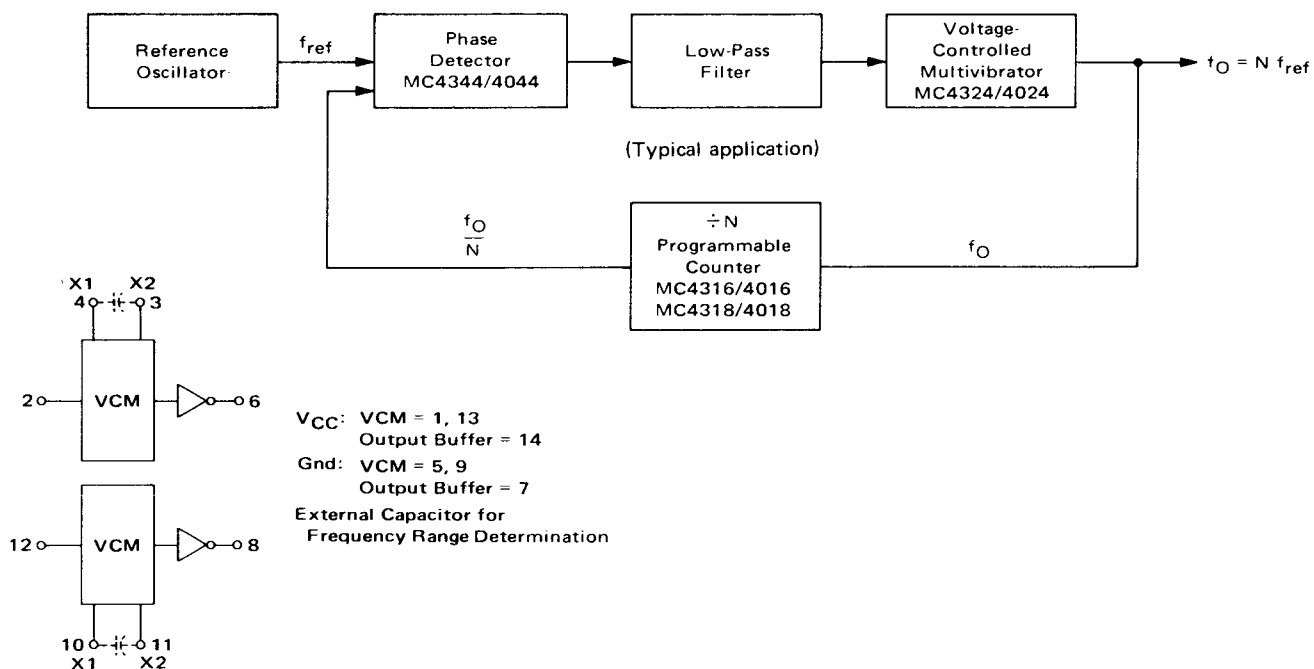 Reference
Oscillator
f_ref
Phase
Detector
MC4344/4044
Low-Pass
Filter
Voltage-
Controlled
Multivibrator
MC4324/4024
f_O = N f_ref
(Typical application)
f_O
N
÷N
Programmable
Counter
MC4316/4016
MC4318/4018
f_O
X1 X2
4 3
2 VCM 6
VCC: VCM = 1, 13
Output Buffer = 14
Gnd: VCM = 5, 9
Output Buffer = 7
External Capacitor for
Frequency Range Determination
12 VCM 8
10 11
X1 X2